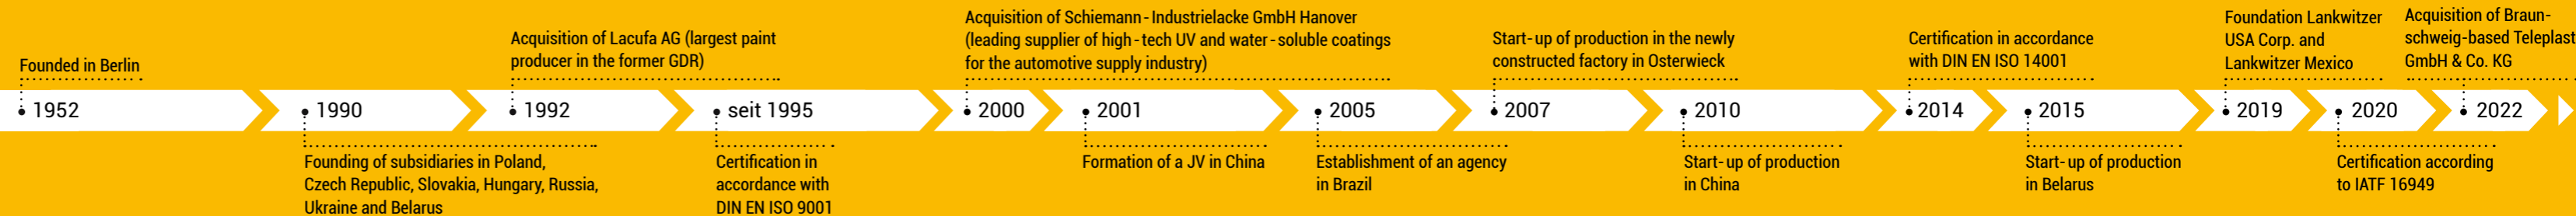 Founded in Berlin
1952
1990
Founding of subsidiaries in Poland,
Czech Republic, Slovakia, Hungary, Russia,
Ukraine and Belarus
Acquisition of Lacufa AG (largest paint
producer in the former GDR)
1992
seit 1995
Certification in
accordance with
DIN EN ISO 9001
Acquisition of Schiemann-Industrielacke GmbH Hanover
(leading supplier of high-tech UV and water-soluble coatings
for the automotive supply industry)
2000
2001
Formation of a JV in China
2005
Establishment of an agency
in Brazil
Start-up of production in the newly
constructed factory in Osterwieck
2007
2010
Start-up of production
in China
Certification in accordance
with DIN EN ISO 14001
2014
2015
Start-up of production
in Belarus
Foundation Lankwitzer
USA Corp. and
Lankwitzer Mexico
2019
2020
Certification according
to IATF 16949
Acquisition of Braun-
schweig-based Teleplast
GmbH & Co. KG
2022